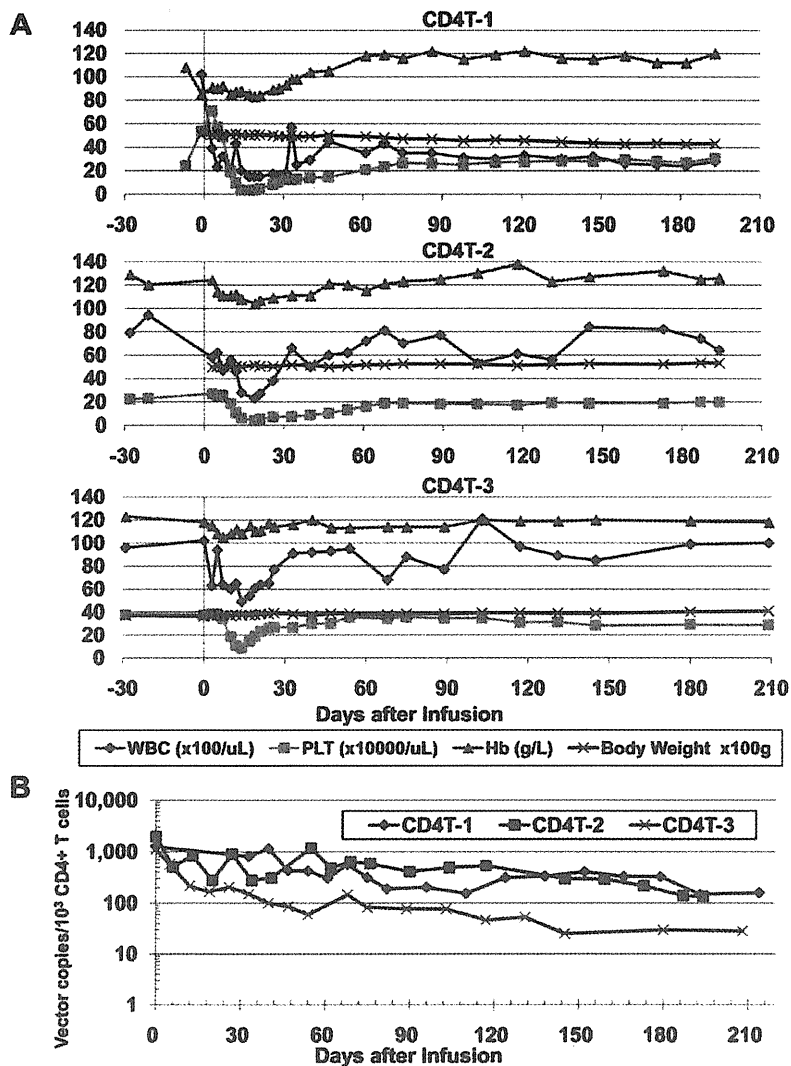 A
CD4T-1
140
120
100
80
60
40
20
0
-30 0 30 60 90 120 150 180 210
CD4T-2
140
120
100
80
60
40
20
0
-30 0 30 60 90 120 150 180 210
CD4T-3
140
120
100
80
60
40
20
0
-30 0 30 60 90 120 150 180 210
Days after Infusion
WBC (x100/uL) PLT (x10000/uL) Hb (g/L) Body Weight x100g
B
Vector copies/10³ CD4+ T cells
10,000
1,000
100
10
1
CD4T-1 CD4T-2 CD4T-3
0 30 60 90 120 150 180 210
Days after Infusion